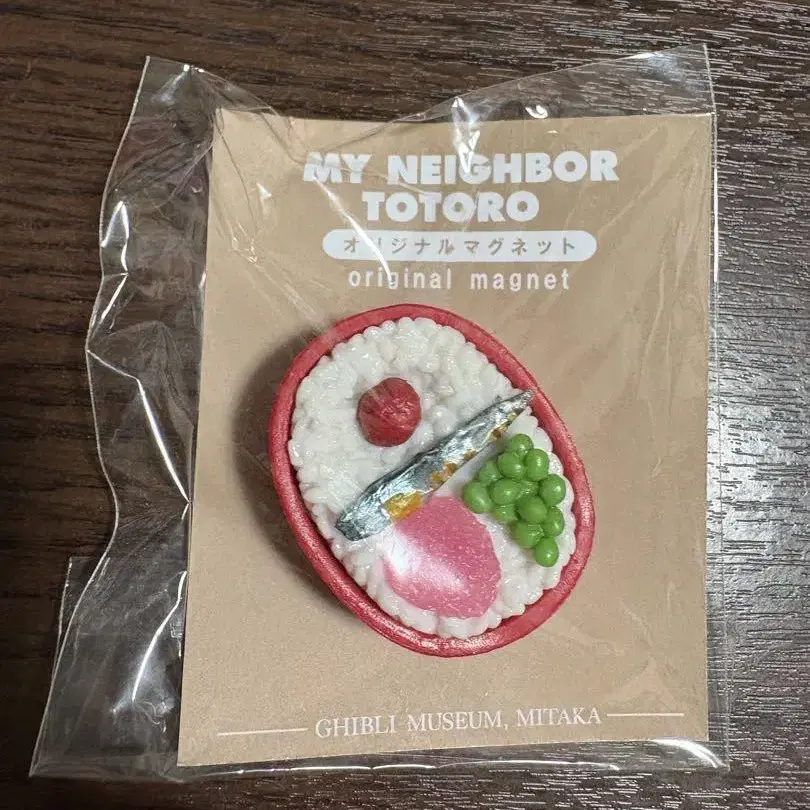 MY NEIGHBOR
TOTORO
オリジナルマグネット
original magnet
GHIBLI MUSEUM, MITAKA